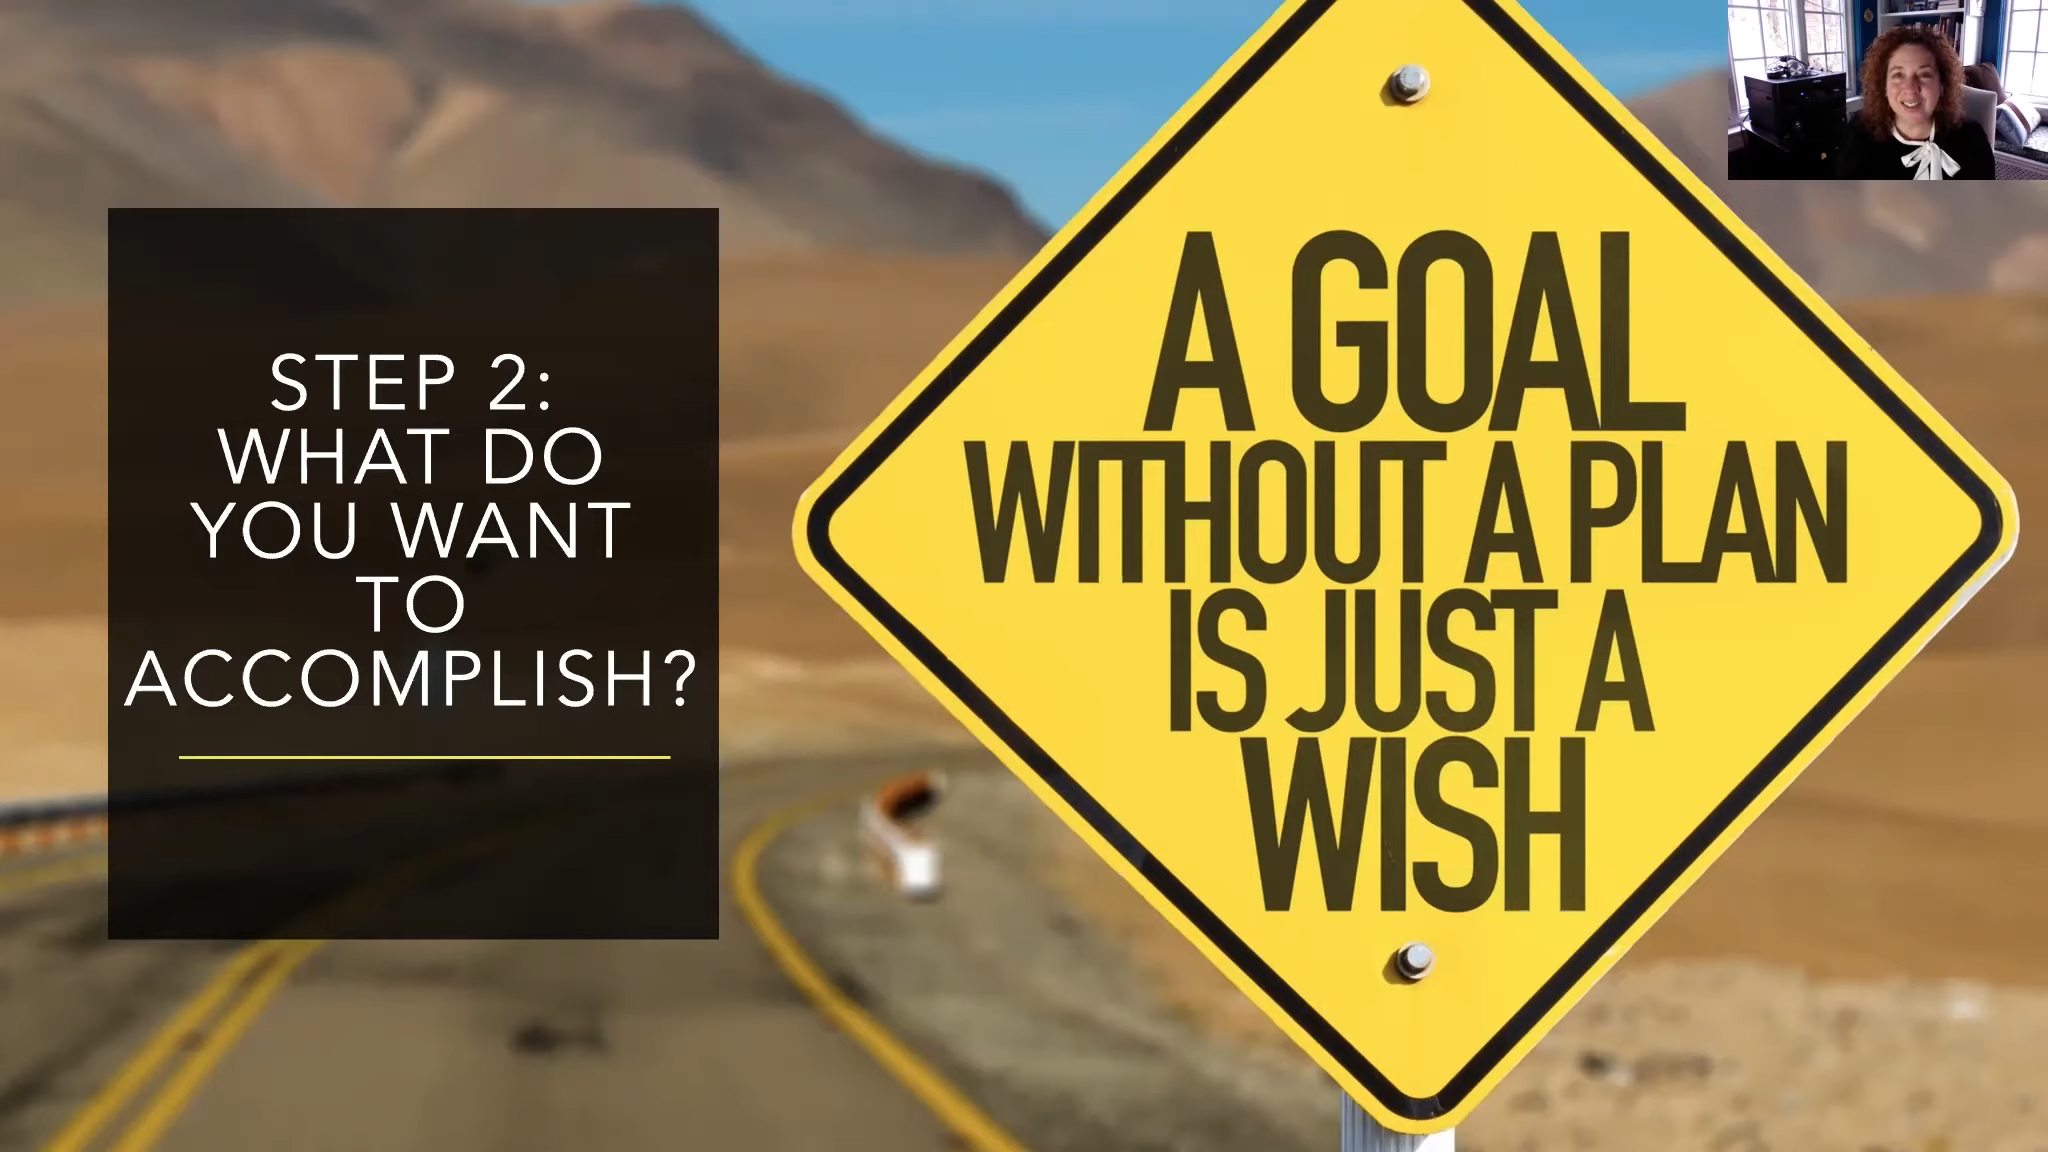 STEP 2:
WHAT DO
YOU WANT
TO
ACCOMPLISH?
A GOAL
WITHOUT A PLAN
IS JUST A
WISH